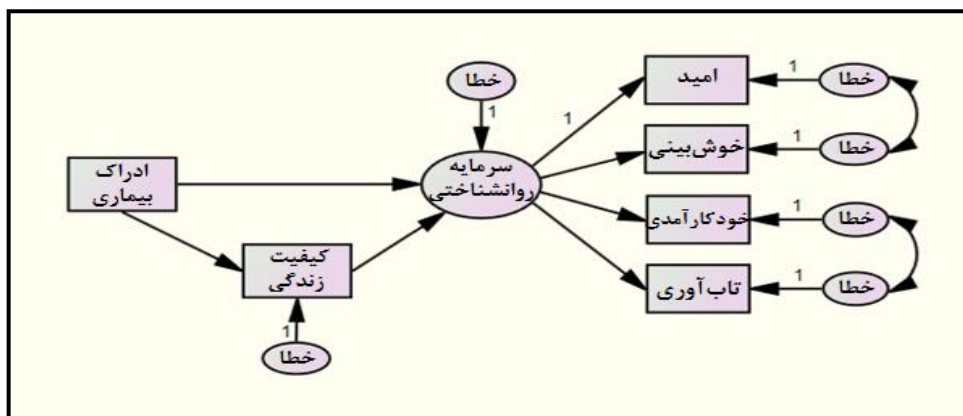 خطا
1
امید
1
خطا
1
خوش‌بینی
1
خطا
سرمایه
روانشناختی
ادراک
بیماری
خودکارآمدی
1
خطا
کیفیت
زندگی
تاب‌آوری
1
خطا
1
خطا